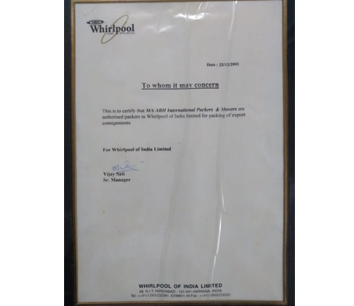 Whirlpool
Date : 22/12/2005
To whom it may concern
This is to certify that M/s ABH International Packers & Movers are
authorised packers to Whirlpool of India limited for packing of export
consignments
For Whirlpool of India Limited
Vijay
Sr. Manager
WHIRLPOOL OF INDIA LIMITED